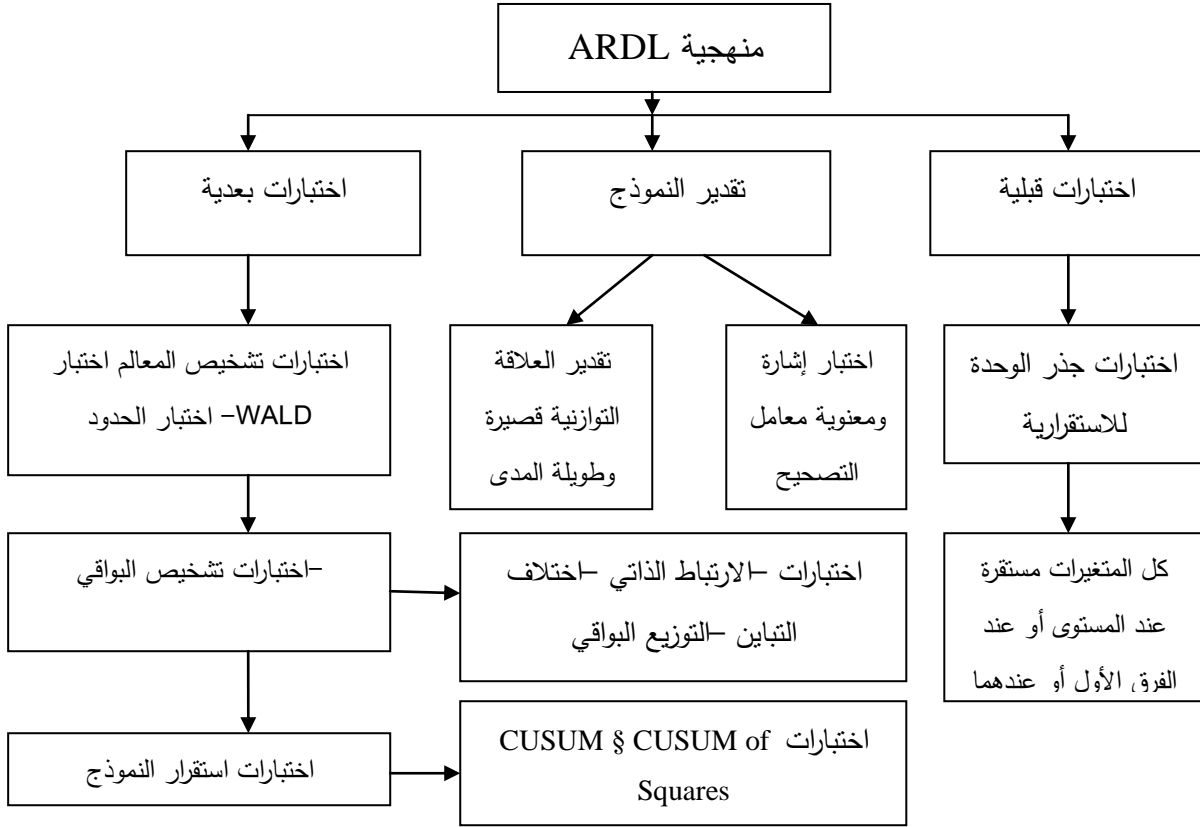 منهجية ARDL
اختبارات قبلية
تقدير النموذج
اختبارات بعدية
اختبارات جذر الوحدة
للاستقرارية
اختبار إشارة
ومعنوية معامل
التصحيح
تقدير العلاقة
التوازنية قصيرة
وطويلة المدى
اختبارات تشخيص المعالم اختبار
WALD– اختبار الحدود
كل المتغيرات مستقرة
عند المستوى أو عند
الفرق الأول أو عندهما
–اختبارات تشخيص البواقي
اختبارات –الارتباط الذاتي –اختلاف
التباين –التوزيع البواقي
اختبارات استقرار النموذج
اختبارات CUSUM § CUSUM of
Squares